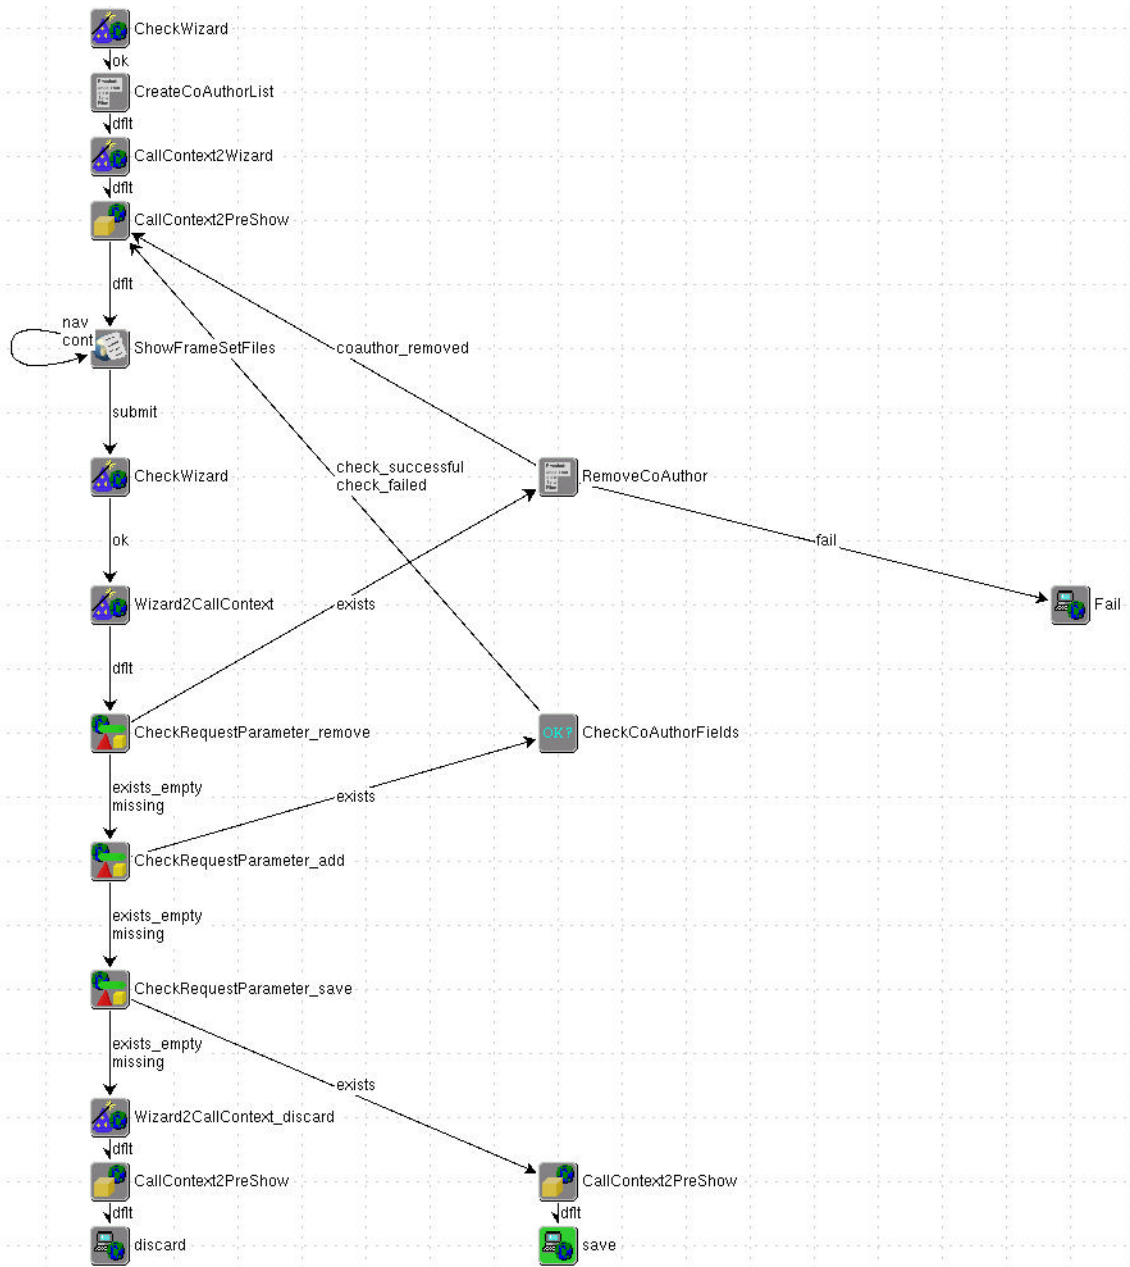 CheckWizard
ok
CreateCoAuthorList
dflt
CallContext2Wizard
dflt
CallContext2PreShow
dflt
nav
cont
ShowFrameSetFiles
coauthor_removed
submit
check_successful
check_failed
CheckWizard
RemoveCoAuthor
ok
fail
Wizard2CallContext
exists
Fail
dflt
CheckRequestParameter_remove
OK?
CheckCoAuthorFields
exists_empty
missing
exists
CheckRequestParameter_add
exists_empty
missing
CheckRequestParameter_save
exists_empty
missing
exists
Wizard2CallContext_discard
dflt
CallContext2PreShow
CallContext2PreShow
dflt
dflt
discard
save